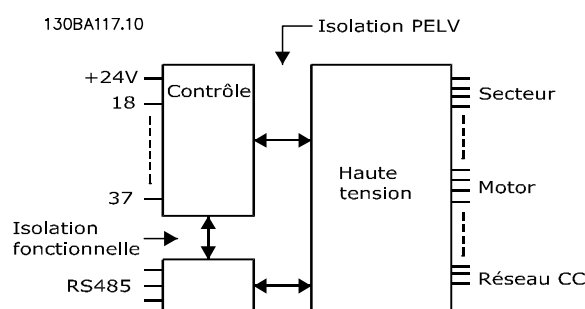 130BA117.10
Isolation PELV
+24V
Contrôle
18
Secteur
Haute
tension
37
Motor
Isolation
fonctionnelle
RS485
Réseau CC